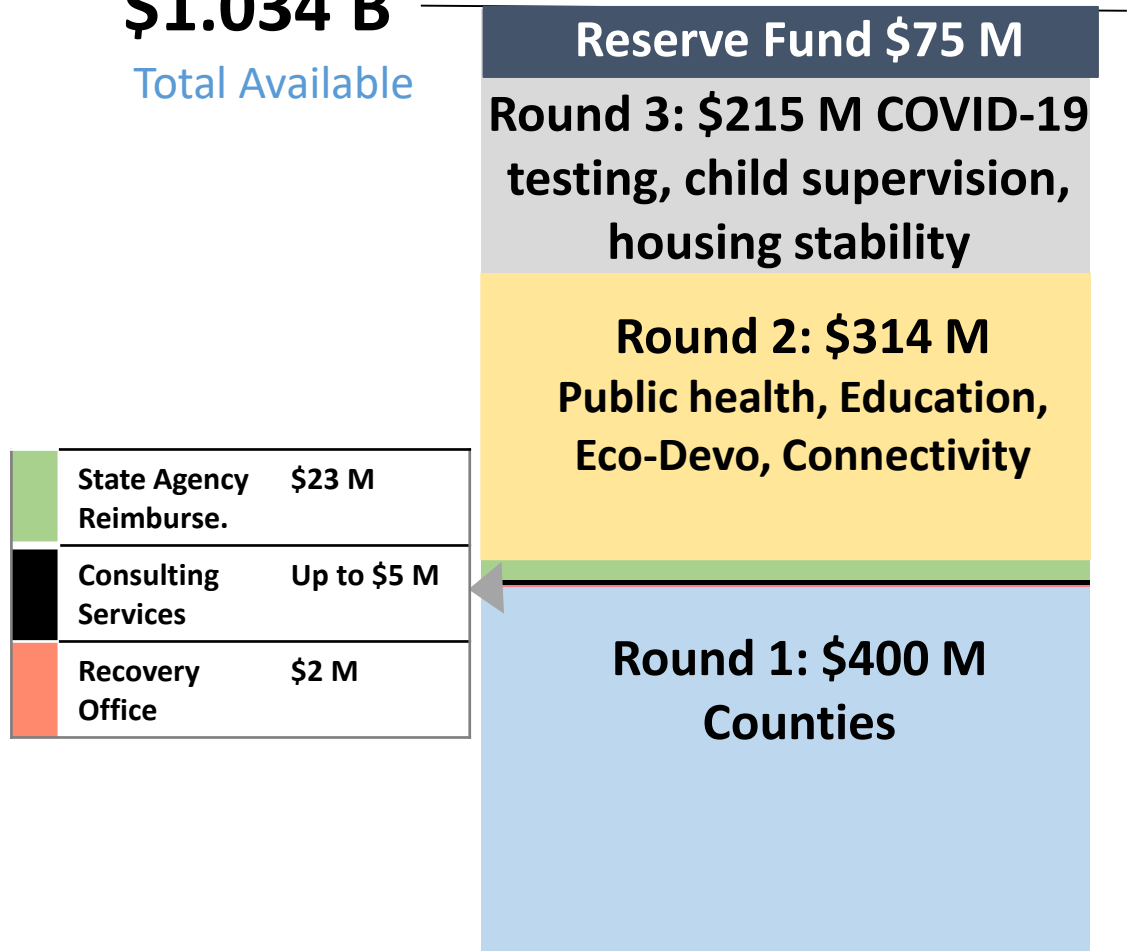 $1.034 B
Total Available
Reserve Fund $75 M
Round 3: $215 M COVID-19
testing, child supervision,
housing stability
Round 2: $314 M
Public health, Education,
Eco-Devo, Connectivity
State Agency $23 M
Reimburse.
Consulting Up to $5 M
Services
Recovery $2 M
Office
Round 1: $400 M
Counties